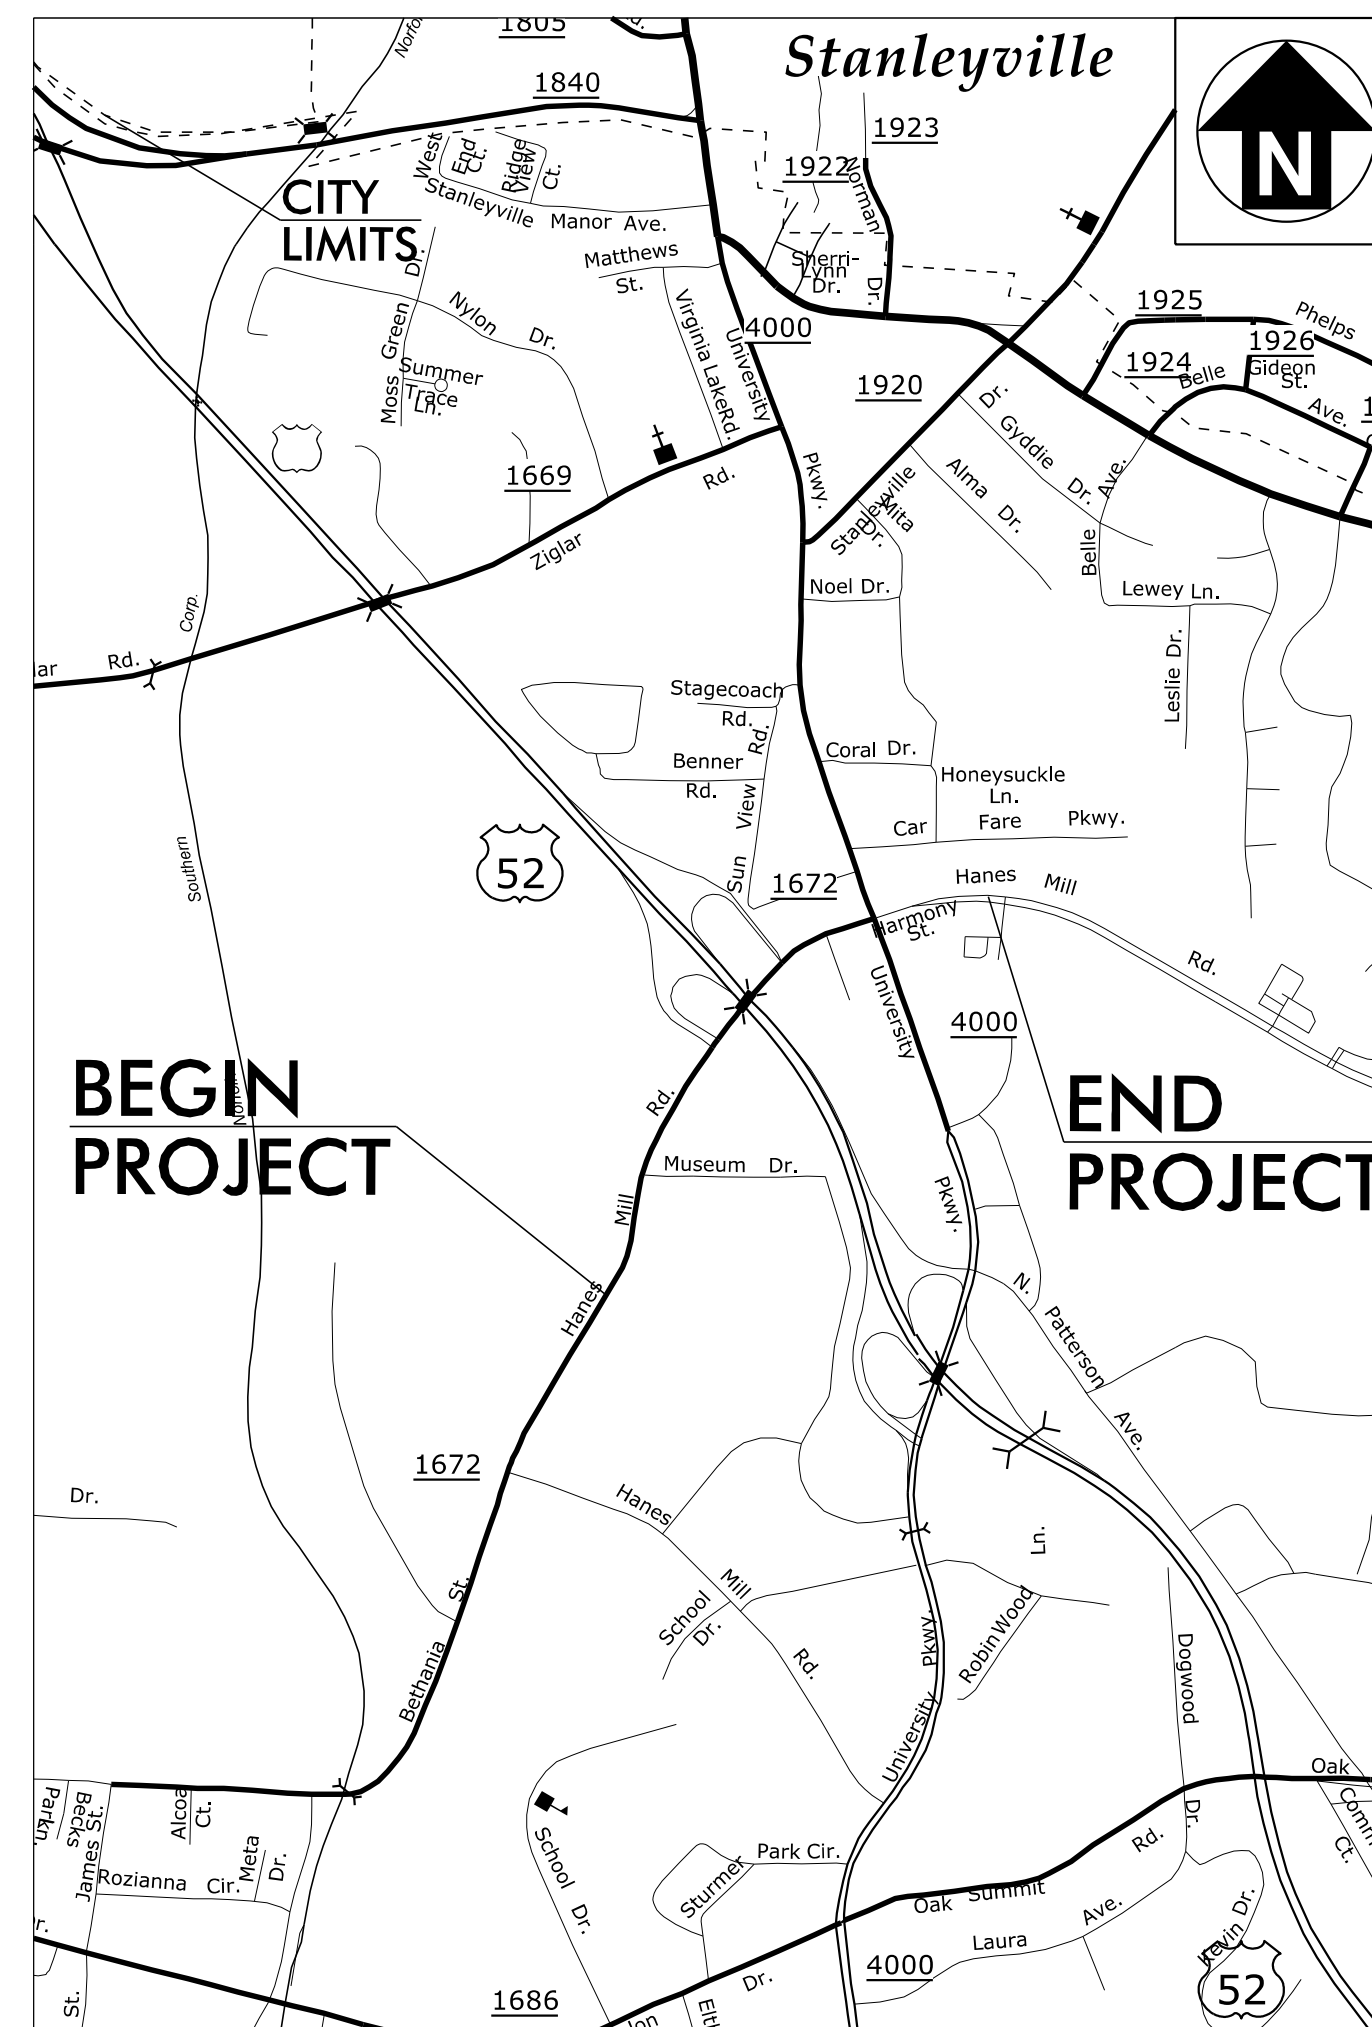 1805
Stanleyville
1840
1923
West
End
Ct.
Ridge
View
Ct.
1922
Norman
Dr.
N
CITY
LIMITS
Stanleyville Manor Ave.
Matthews
St.
Sherri-
Lynn
Dr.
Moss Green Dr.
Nylon Dr.
Virginia Lake Rd.
4000
University
Pkwy.
1925
Phelps
1926
1924
Gideon
St.
Belle
Ave.
Summer
Trace
Ln.
1920
Dr.
Gyddie
Dr.
Belle Ave.
1669
Rd.
Ziglar
Stanleyville
Dr.
Mita
Alma
Dr.
Noel Dr.
Lewey Ln.
Corp.
Rd.
Leslie Dr.
Stagecoach
Rd.
Benner
Rd.
Sun View Rd.
Coral Dr.
Honeysuckle
Ln.
Car Fare Pkwy.
Southern
52
1672
Hanes Mill
Rd.
Harmony
St.
University
4000
BEGIN
PROJECT
Norfolk
END
PROJECT
Rd.
Museum Dr.
Mill
Hanes
Pkwy.
N.
Patterson
Ave.
1672
Dr.
Hanes
Mill
Rd.
School
Dr.
Ln.
Robin Wood
St.
Bethania
Pkwy.
University
Dogwood
Dr.
Oak
Ct.
Becks
James St.
Alcoa
Ct.
Meta
Dr.
Rozianna Cir.
School Dr.
Park Cir.
Sturmer
Rd.
Oak Summit
Laura
Ave.
Kevin Dr.
52
4000
Dr.
1686
St.